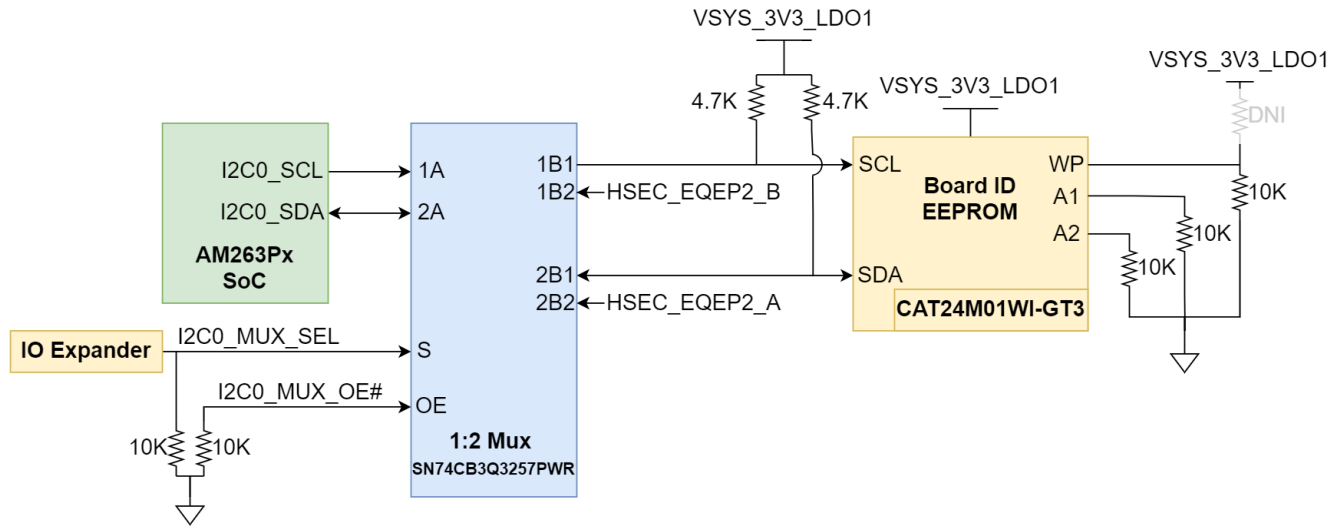 VSYS_3V3_LDO1
VSYS_3V3_LDO1
VSYS_3V3_LDO1
4.7K
4.7K
DNI
I2C0_SCL
I2C0_SDA
AM263Px
SoC
1A
2A
1B1
1B2
HSEC_EQEP2_B
2B1
2B2
HSEC_EQEP2_A
SCL
SDA
Board ID
EEPROM
WP
A1
A2
CAT24M01WI-GT3
10K
10K
10K
IO Expander
I2C0_MUX_SEL
S
I2C0_MUX_OE#
OE
10K
10K
1:2 Mux
SN74CB3Q3257PWR